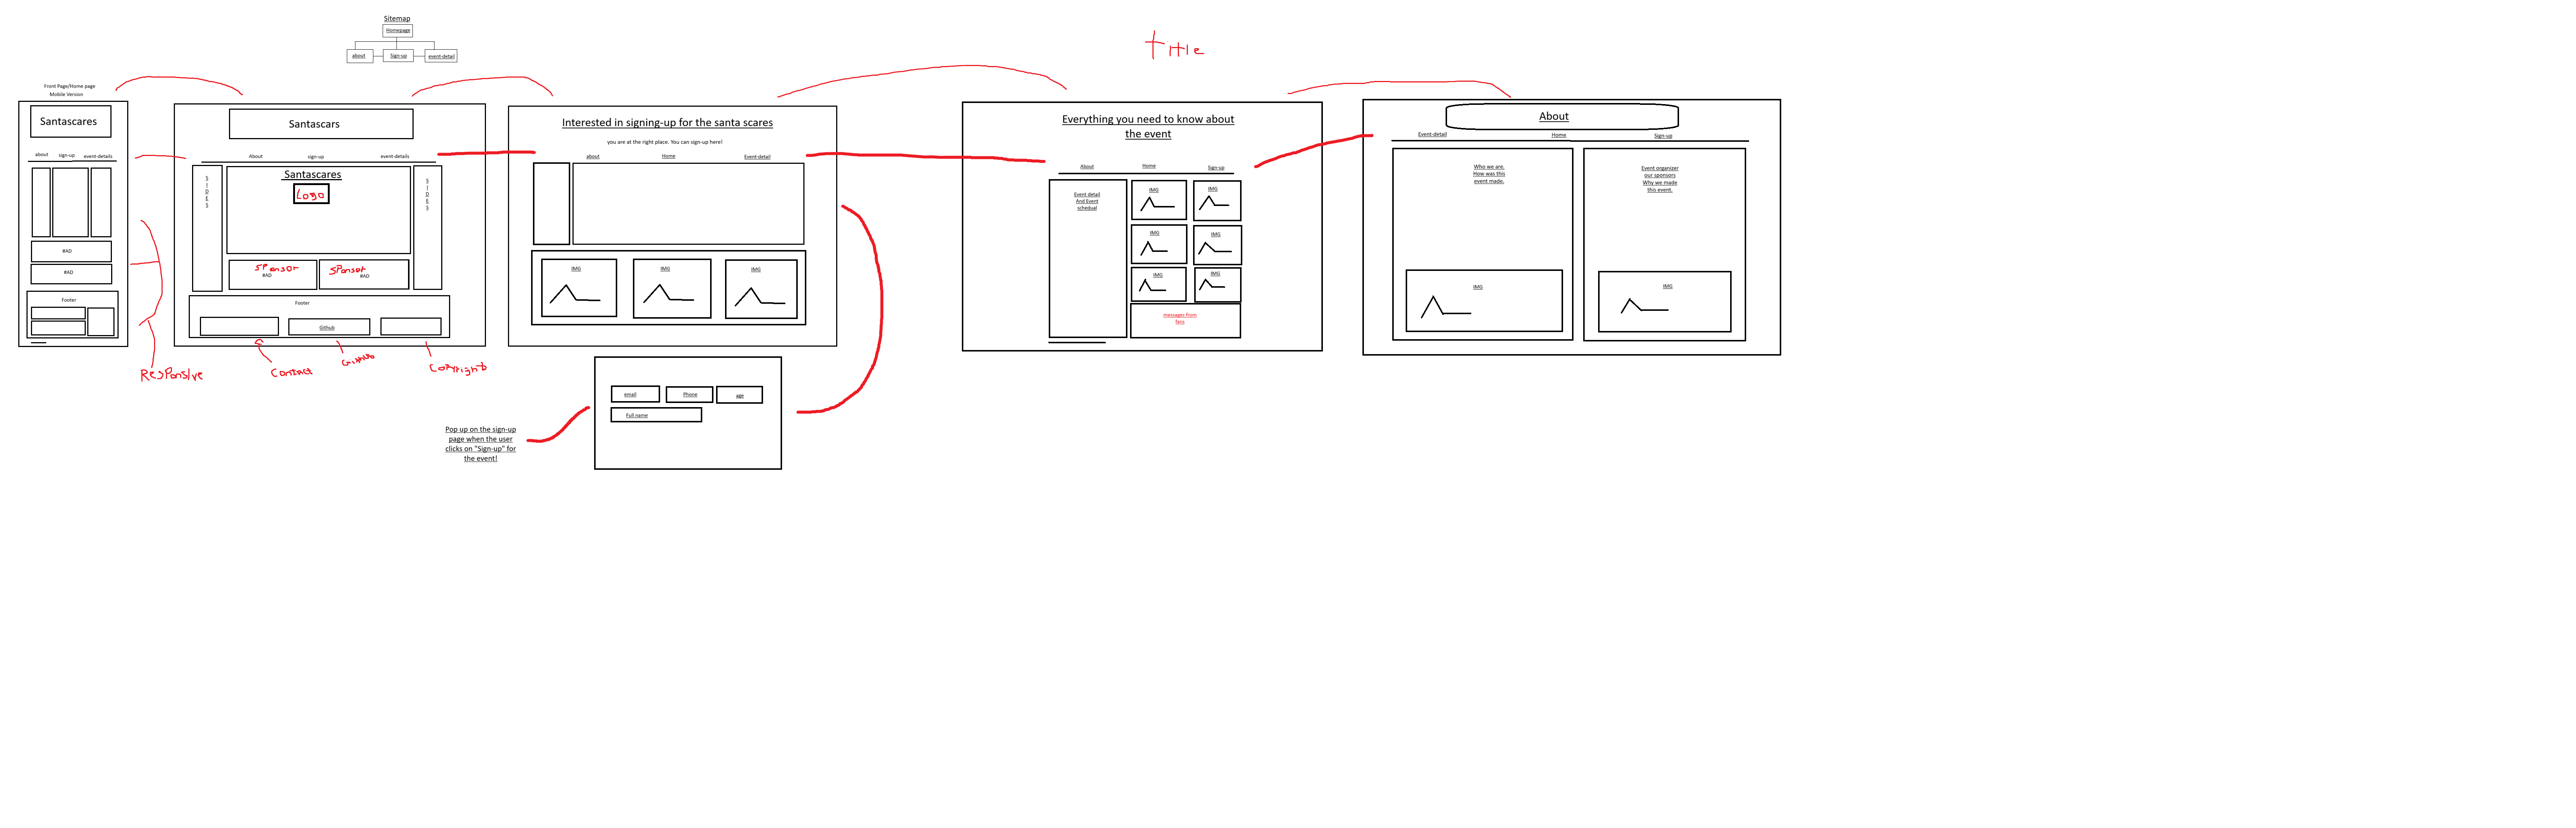 Sitemap
Homepage
about
Sign-up
event-detail
title
Front Page/Home page
Mobile Version
Santascares
about
sign-up
event-details
#AD
#AD
Footer
Responsive
Santascars
About
sign-up
event-details
SIDES
Santascares
Logo
SIDES
Sponsor
#AD
Sponsor
#AD
Footer
Github
Contact
GitHub
Copyright
Interested in signing-up for the santa scares
you are at the right place. You can sign-up here!
about
Home
Event-detail
IMG
IMG
IMG
Pop up on the sign-up
page when the user
clicks on "Sign-up" for
the event!
email
Phone
age
Full name
Everything you need to know about
the event
About
Home
Sign-up
Event detail
And Event
schedual
IMG
IMG
IMG
IMG
IMG
IMG
messages from
fans
About
Event-detail
Home
Sign-up
Who we are.
How was this
event made.
IMG
Event organizer
our sponsors
Why we made
this event.
IMG